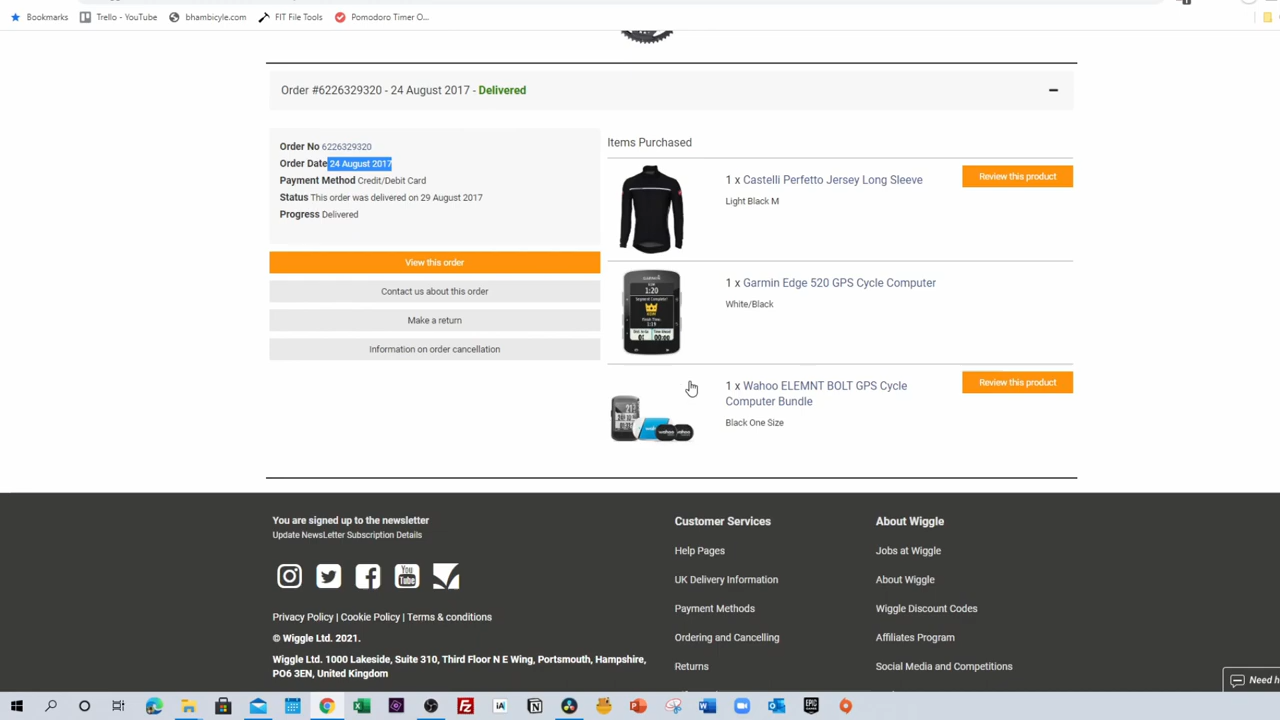 Bookmarks
Trello - YouTube
bhambicyle.com
FIT File Tools
Pomodoro Timer O...
Order #6226329320 - 24 August 2017 - Delivered
Order No 6226329320
Order Date 24 August 2017
Payment Method Credit/Debit Card
Status This order was delivered on 29 August 2017
Progress Delivered
View this order
Contact us about this order
Make a return
Information on order cancellation
Items Purchased
1 x Castelli Perfetto Jersey Long Sleeve
Light Black M
Review this product
1 x Garmin Edge 520 GPS Cycle Computer
White/Black
1 x Wahoo ELEMNT BOLT GPS Cycle
Computer Bundle
Black One Size
Review this product
You are signed up to the newsletter
Update NewsLetter Subscription Details
You
Tube
Privacy Policy | Cookie Policy | Terms & conditions
© Wiggle Ltd. 2021.
Wiggle Ltd. 1000 Lakeside, Suite 310, Third Floor N E Wing, Portsmouth, Hampshire,
PO6 3EN, United Kingdom
Customer Services
Help Pages
UK Delivery Information
Payment Methods
Ordering and Cancelling
Returns
About Wiggle
Jobs at Wiggle
About Wiggle
Wiggle Discount Codes
Affiliates Program
Social Media and Competitions
Need h